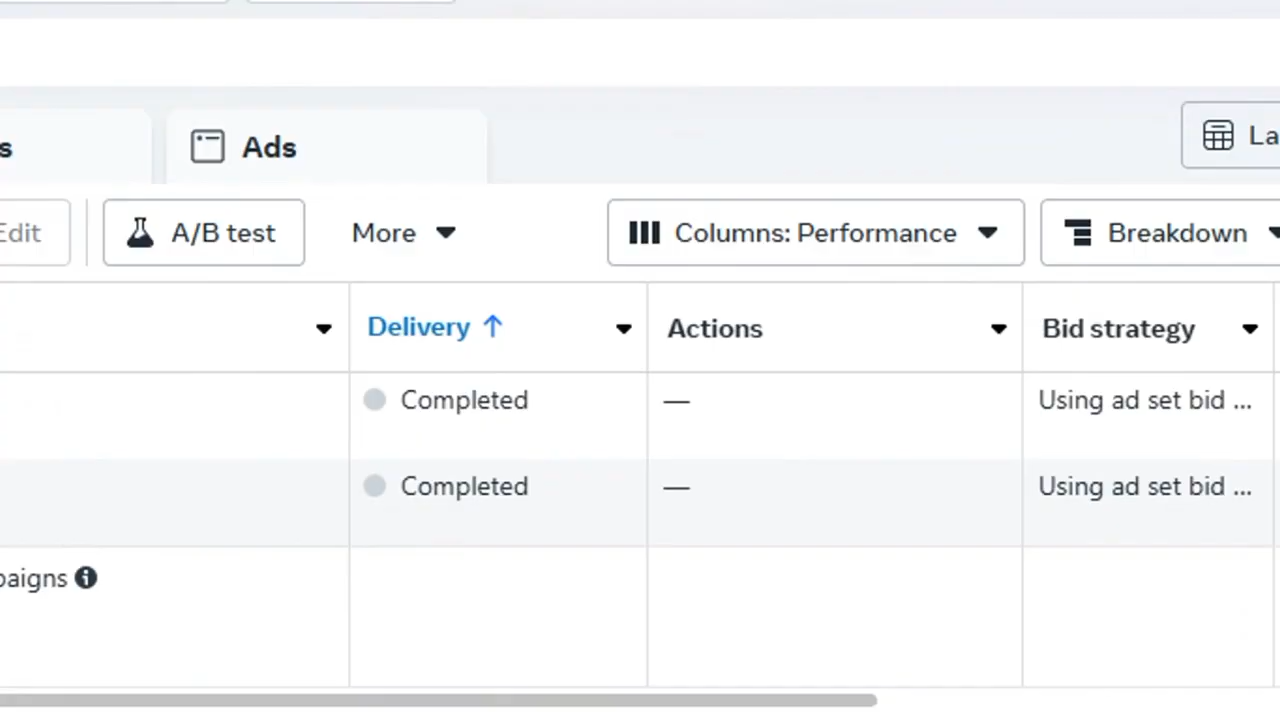 s
Ads
La
Edit
A/B test
More
Columns: Performance
Breakdown
Delivery ↑
Actions
Bid strategy
Completed
—
Using ad set bid ...
Completed
—
Using ad set bid ...
paigns